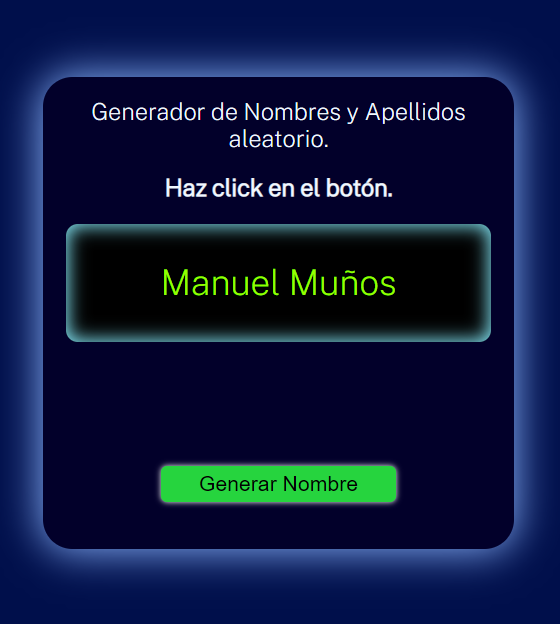 Generador de Nombres y Apellidos
aleatorio.
Haz click en el botón.
Manuel Muños
Generar Nombre